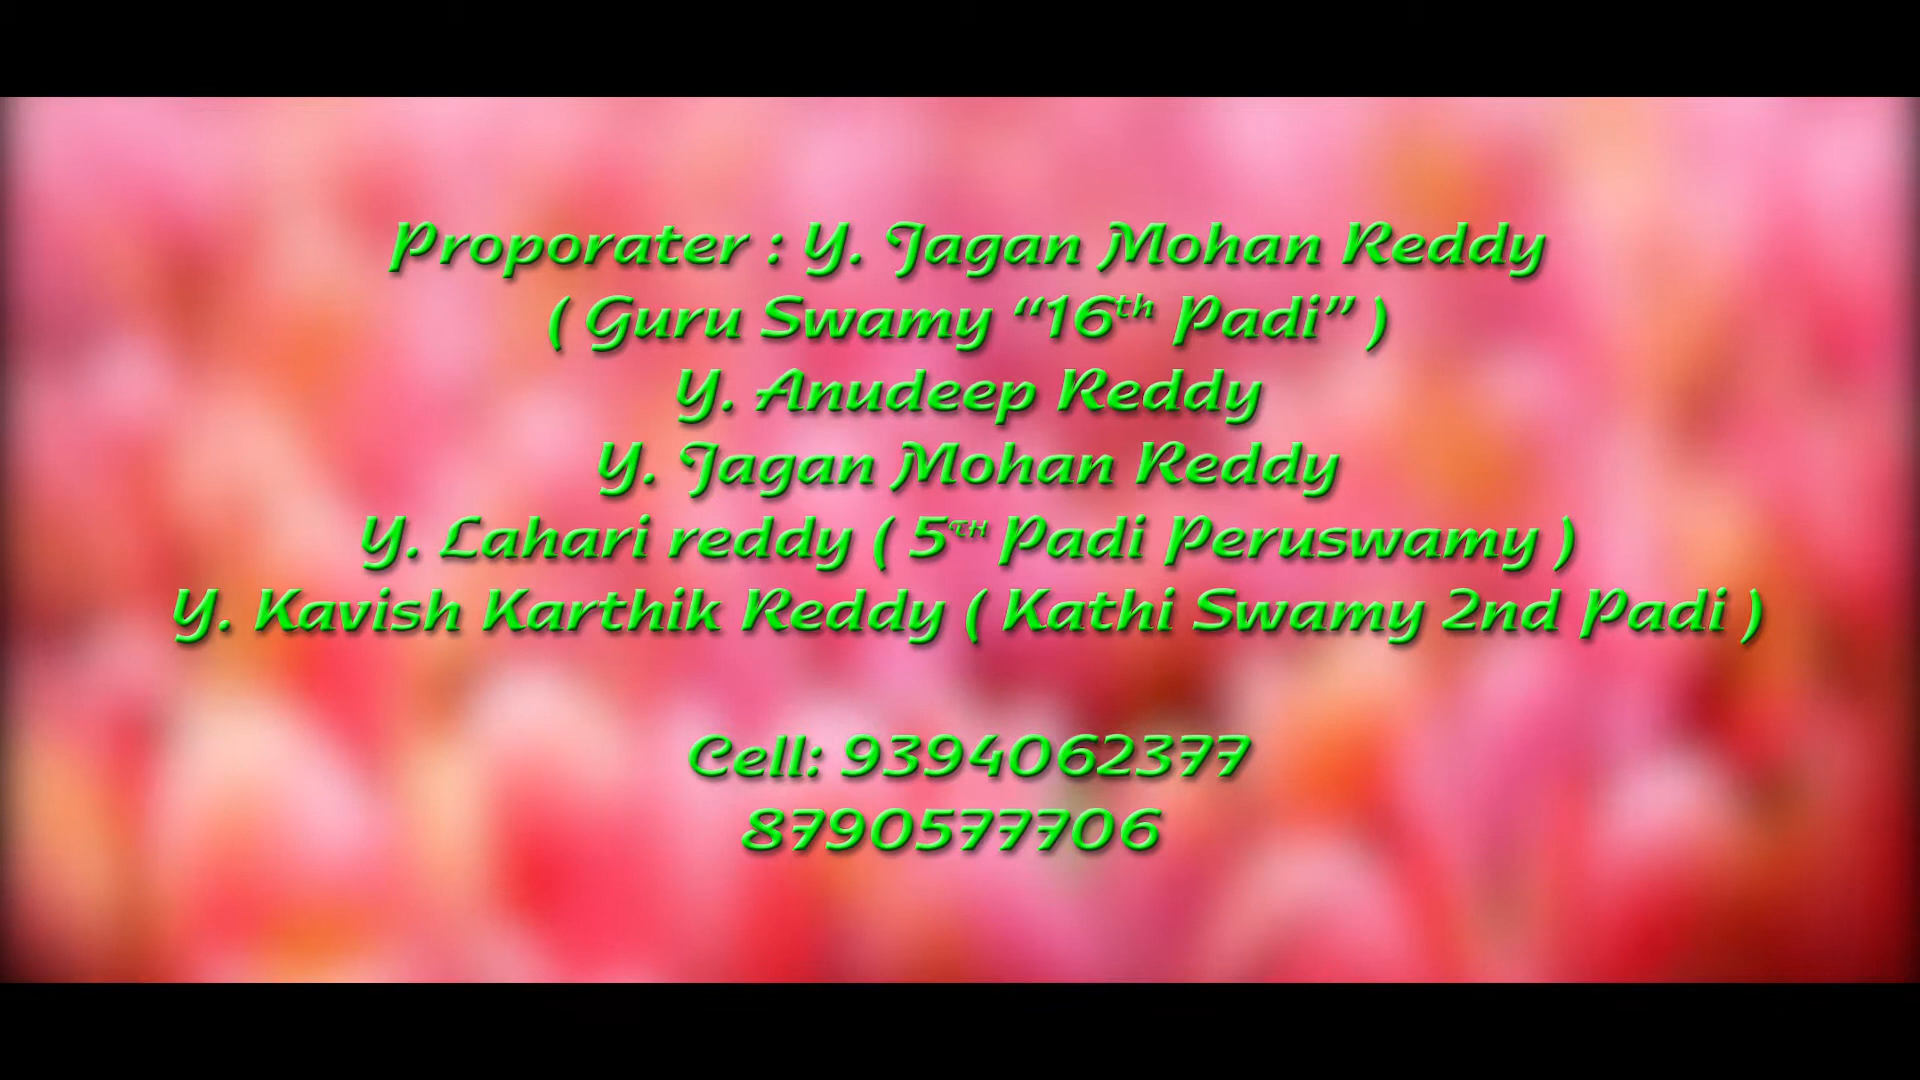 Proporater : Y. Jagan Mohan Reddy
( Guru Swamy “16th Padi” )
Y. Anudeep Reddy
Y. Jagan Mohan Reddy
Y. Lahari reddy ( 5TH Padi Peruswamy )
Y. Kavish Karthik Reddy ( Kathi Swamy 2nd Padi )
Cell: 9394062377
8790577706